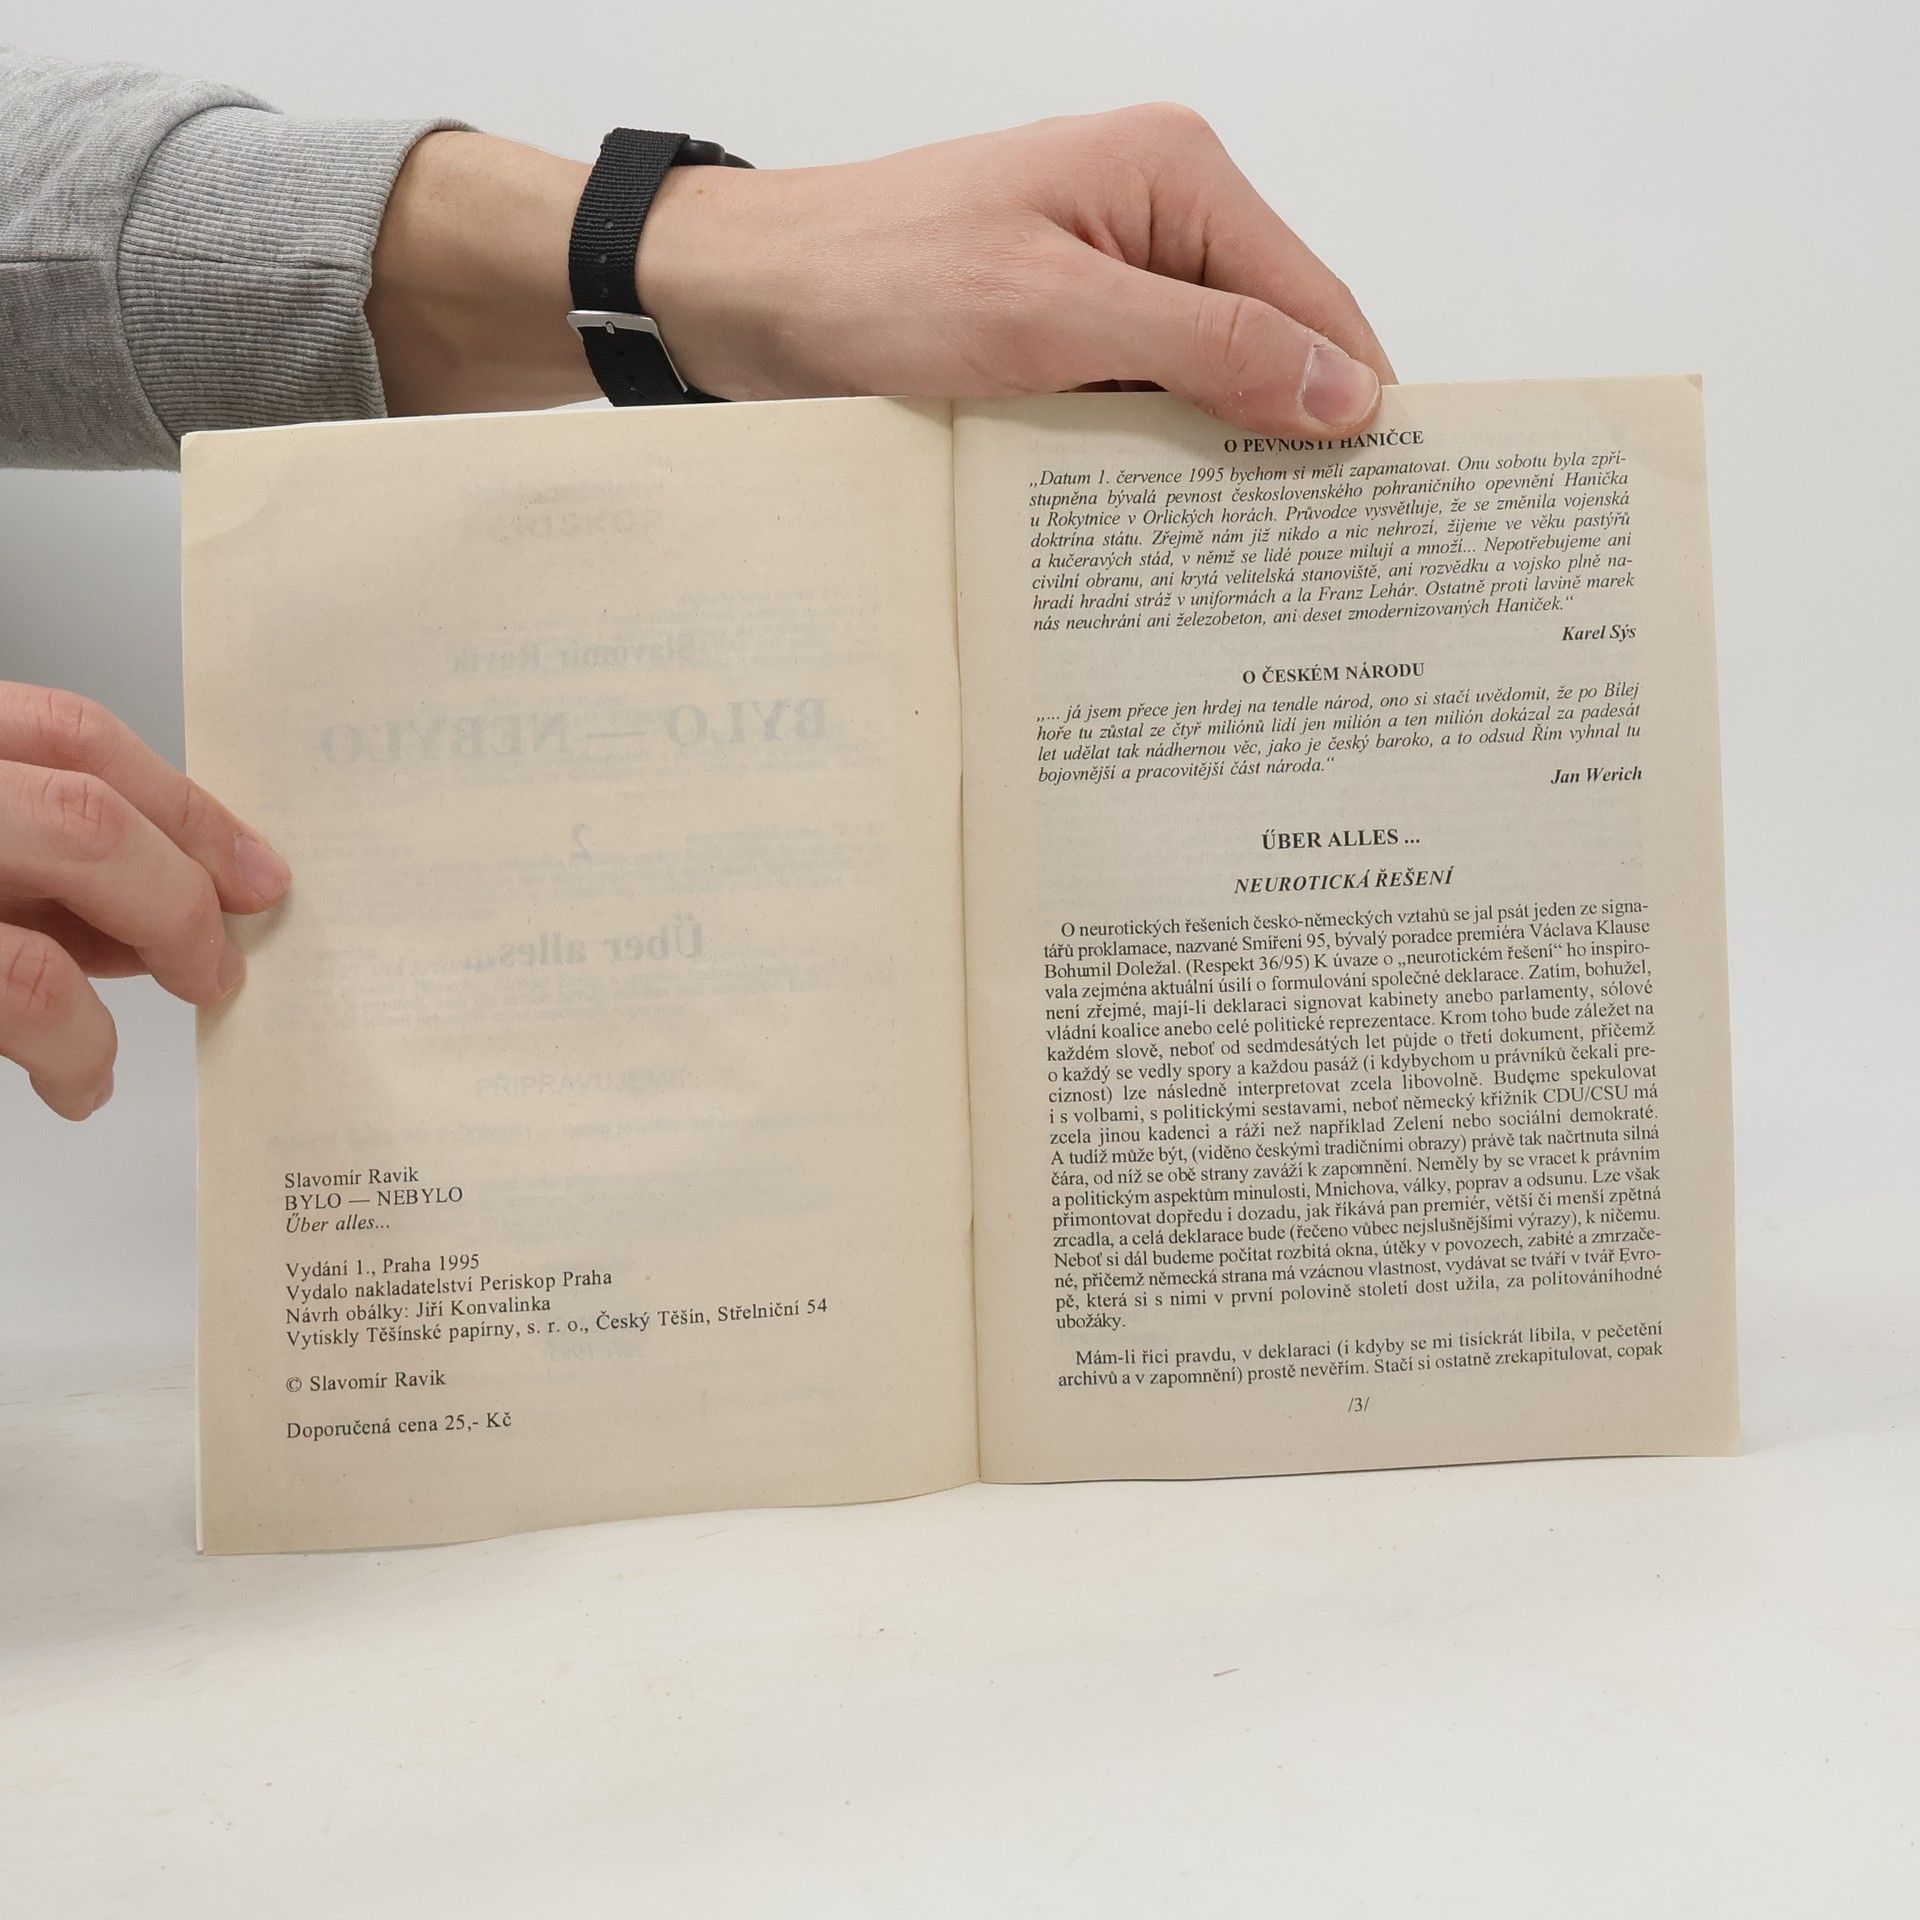 Slavomír Ravik
BYLO — NEBYLO
Űber alles...
Vydání 1., Praha 1995
Vydalo nakladatelství Periskop Praha
Návrh obálky: Jiří Konvalinka
Vytiskly Těšínské papírny, s. r. o., Český Těšín, Střelniční 54
© Slavomír Ravik
Doporučená cena 25,- Kč
O PEVNOSTI HANIČCE
„Datum 1. července 1995 bychom si měli zapamatovat. Onu sobotu byla zpří-
stupněna bývalá pevnost československého pohraničního opevnění Hanička
u Rokytnice v Orlických horách. Průvodce vysvětluje, že se změnila vojenská
doktrína státu. Zřejmě nám již nikdo a nic nehrozí, žijeme ve věku pastýřů
a kučeravých stád, v němž se lidé pouze milují a množí... Nepotřebujeme ani
civilní obranu, ani krytá velitelská stanoviště, ani rozvědku a vojsko plně na-
hradí hradní stráž v uniformách a la Franz Lehár. Ostatně proti lavině marek
nás neuchrání ani železobeton, ani deset zmodernizovaných Haniček.“
Karel Sýs
O ČESKÉM NÁRODU
„... já jsem přece jen hrdej na tendle národ, ono si stačí uvědomit, že po Bílej
hoře tu zůstal ze čtyř miliónů lidí jen milión a ten milión dokázal za padesát
let udělat tak nádhernou věc, jako je český baroko, a to odsud Řím vyhnal tu
bojovnější a pracovitější část národa.“
Jan Werich
ŰBER ALLES ...
NEUROTICKÁ ŘEŠENÍ
O neurotických řešeních česko-německých vztahů se jal psát jeden ze signa-
tářů proklamace, nazvané Smíření 95, bývalý poradce premiéra Václava Klause
Bohumil Doležal. (Respekt 36/95) K úvaze o „neurotickém řešení“ ho inspiro-
vala zejména aktuální úsilí o formulování společné deklarace. Zatím, bohužel,
není zřejmé, mají-li deklaraci signovat kabinety anebo parlamenty, sólové
vládní koalice anebo celé politické reprezentace. Krom toho bude záležet na
každém slově, neboť od sedmdesátých let půjde o třetí dokument, přičemž
o každý se vedly spory a každou pasáž (i kdybychom u právníků čekali pre-
ciznost) lze následně interpretovat zcela libovolně. Budeme spekulovat
i s volbami, s politickými sestavami, neboť německý křižník CDU/CSU má
zcela jinou kadenci a ráži než například Zelení nebo sociální demokraté.
A tudíž může být, (viděno českými tradičními obrazy) právě tak načrtnuta silná
čára, od níž se obě strany zaváží k zapomnění. Neměly by se vracet k právním
a politickým aspektům minulosti, Mnichova, války, poprav a odsunu. Lze však
přimontovat dopředu i dozadu, jak říkává pan premiér, větší či menší zpětná
zrcadla, a celá deklarace bude (řečeno vůbec nejslušnějšími výrazy), k ničemu.
Neboť si dál budeme počítat rozbitá okna, útěky v povozech, zabité a zmrzače-
né, přičemž německá strana má vzácnou vlastnost, vydávat se tváří v tvář Evro-
pě, která si s nimi v první polovině století dost užila, za politováníhodné
ubožáky.
Mám-li říci pravdu, v deklaraci (i kdyby se mi tisíckrát líbila, v pečetění
archívů a v zapomnění) prostě nevěřím. Stačí si ostatně zrekapitulovat, copak
/3/